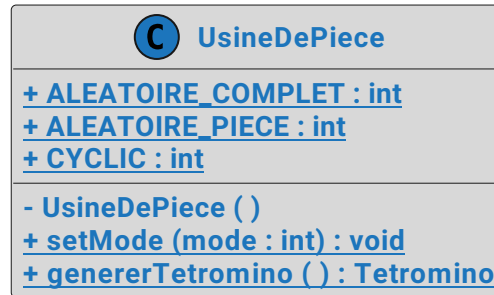 C UsineDePiece
+ ALEATOIRE_COMPLET : int
+ ALEATOIRE_PIECE : int
+ CYCLIC : int
- UsineDePiece ( )
+ setMode (mode : int) : void
+ genererTetromino ( ) : Tetromino